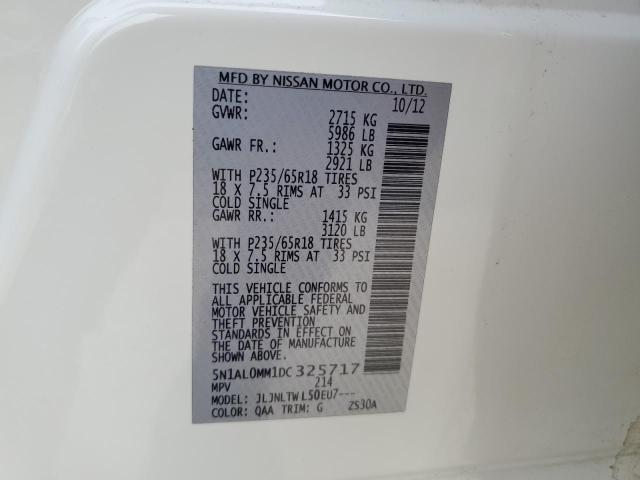 MFD BY NISSAN MOTOR CO., LTD.
DATE: 10/12
GVWR: 2715 KG
5986 LB
GAWR FR.: 1325 KG
2921 LB
WITH P235/65R18 TIRES
18 X 7.5 RIMS AT 33 PSI
COLD SINGLE
GAWR RR.: 1415 KG
3120 LB
WITH P235/65R18 TIRES
18 X 7.5 RIMS AT 33 PSI
COLD SINGLE
THIS VEHICLE CONFORMS TO
ALL APPLICABLE FEDERAL
MOTOR VEHICLE SAFETY AND
THEFT PREVENTION
STANDARDS IN EFFECT ON
THE DATE OF MANUFACTURE
SHOWN ABOVE.
5N1AL0MM1DC325717
MPV 214
MODEL: JLJNLTWL50EU7---
COLOR: QAA TRIM: G ZS30A